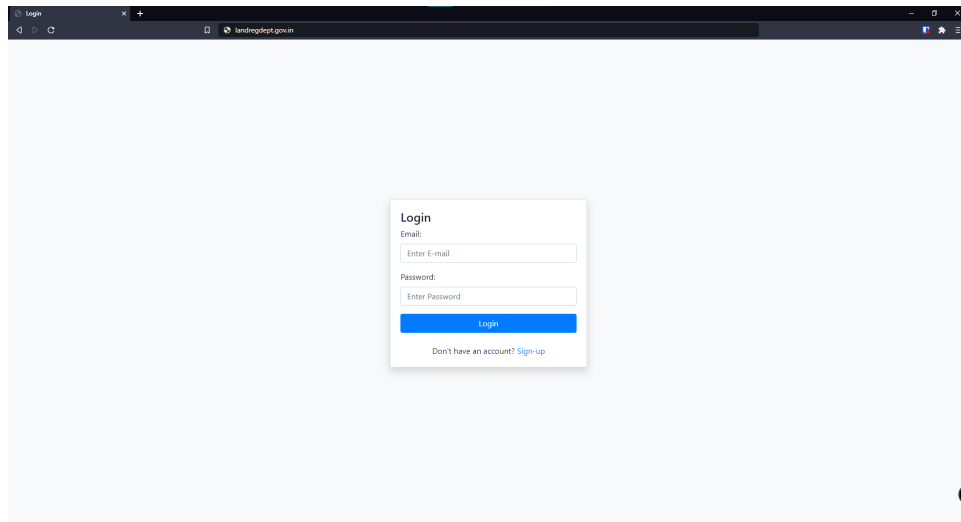 Login
landregdept.gov.in
Login
Email:
Enter E-mail
Password:
Enter Password
Login
Don't have an account? Sign-up